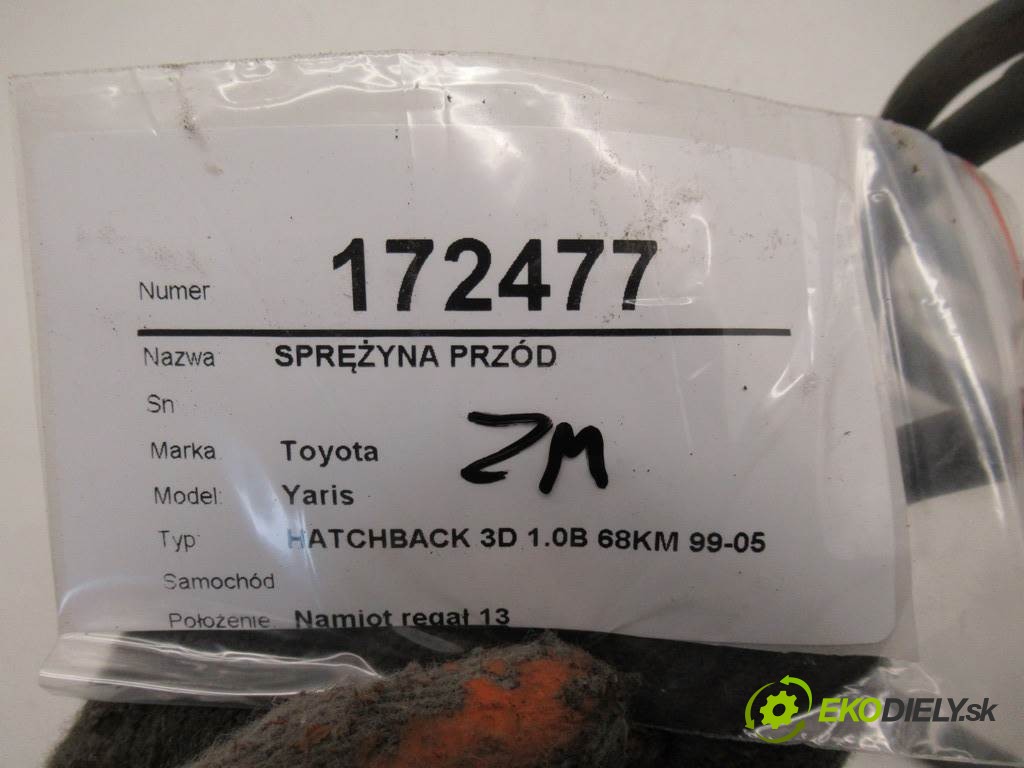 Numer 172477
Nazwa SPRĘŻYNA PRZÓD
Sn
Marka Toyota
ZM
Model: Yaris
Typ HATCHBACK 3D 1.0B 68KM 99-05
Samochód
Położenie Namiot regał 13
EKODIELY.sk